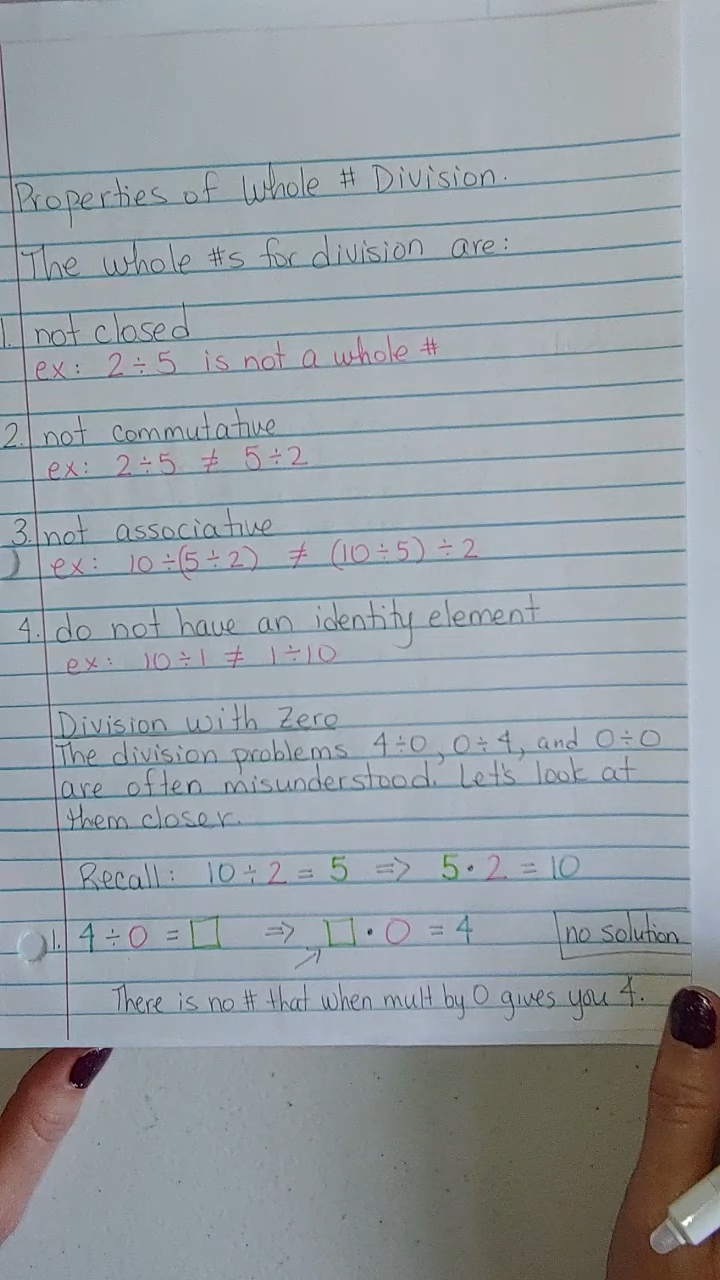 Properties of Whole # Division.
The whole #s for division are:
1. not closed
ex: 2÷5 is not a whole #
2. not commutative
ex: 2÷5 ≠ 5÷2
3. not associative
ex: 10÷(5÷2) ≠ (10÷5)÷2
4. do not have an identity element
ex: 10÷1 ≠ 1÷10
Division with Zero
The division problems 4÷0, 0÷4, and 0÷0
are often misunderstood. Let's look at
them closer.
Recall: 10÷2 = 5 => 5·2 = 10
1. 4÷0 = □ => □·0 = 4 no solution
There is no # that when mult by 0 gives you 4.